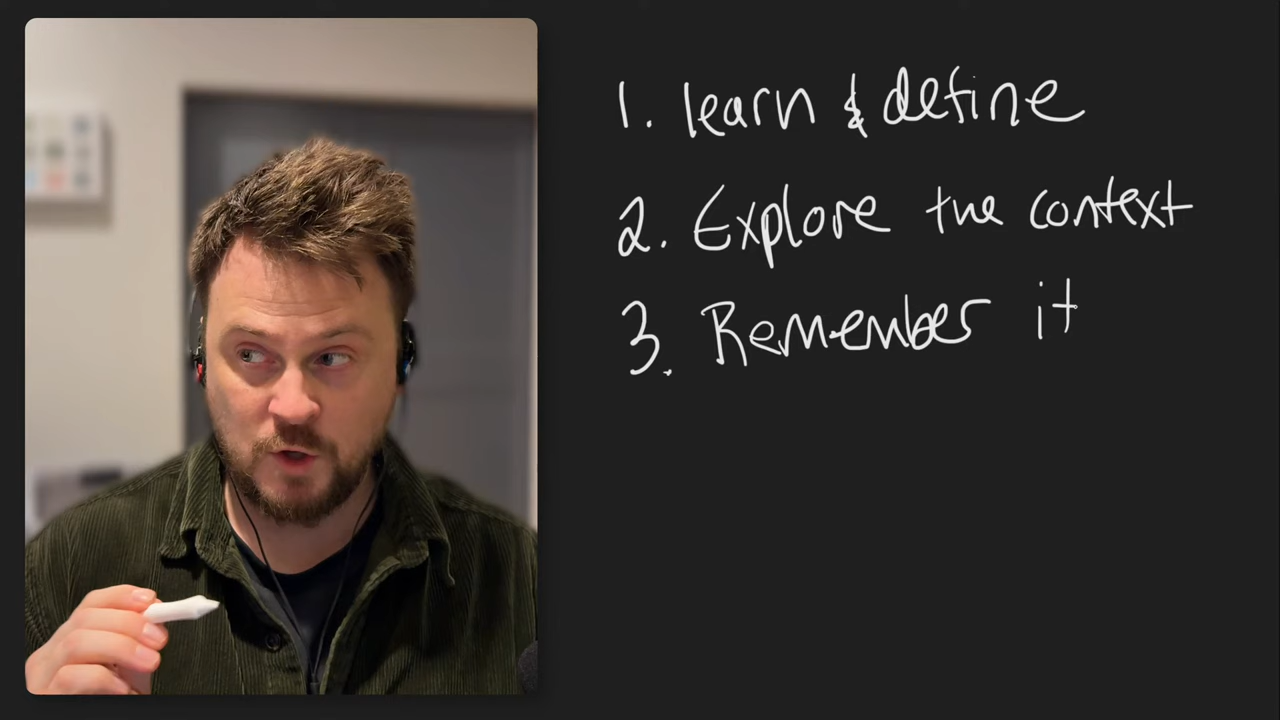 1. learn & define
2. Explore the context
3. Remember it